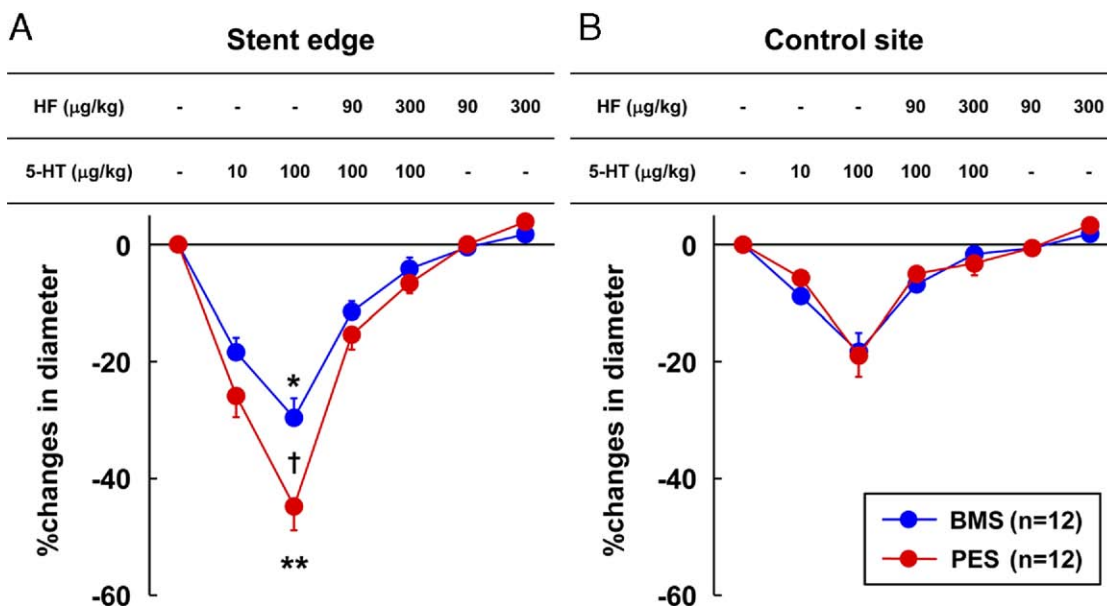 A
Stent edge
HF (μg/kg) - - - 90 300 90 300
5-HT (μg/kg) - 10 100 100 100 - -
%changes in diameter
0
-20
-40
-60
*
†
**
B
Control site
HF (μg/kg) - - - 90 300 90 300
5-HT (μg/kg) - 10 100 100 100 - -
%changes in diameter
0
-20
-40
-60
BMS (n=12)
PES (n=12)